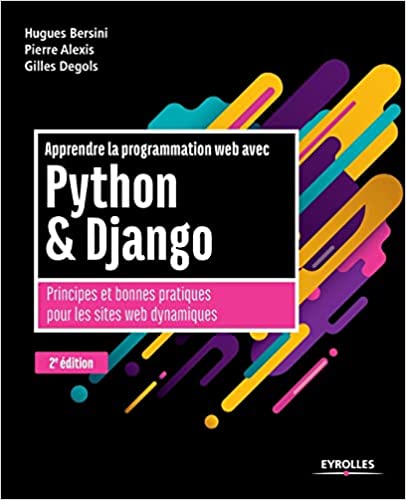 Hugues Bersini
Pierre Alexis
Gilles Degols
Apprendre la programmation web avec
Python
& Django
Principes et bonnes pratiques
pour les sites web dynamiques
2e édition
EYROLLES